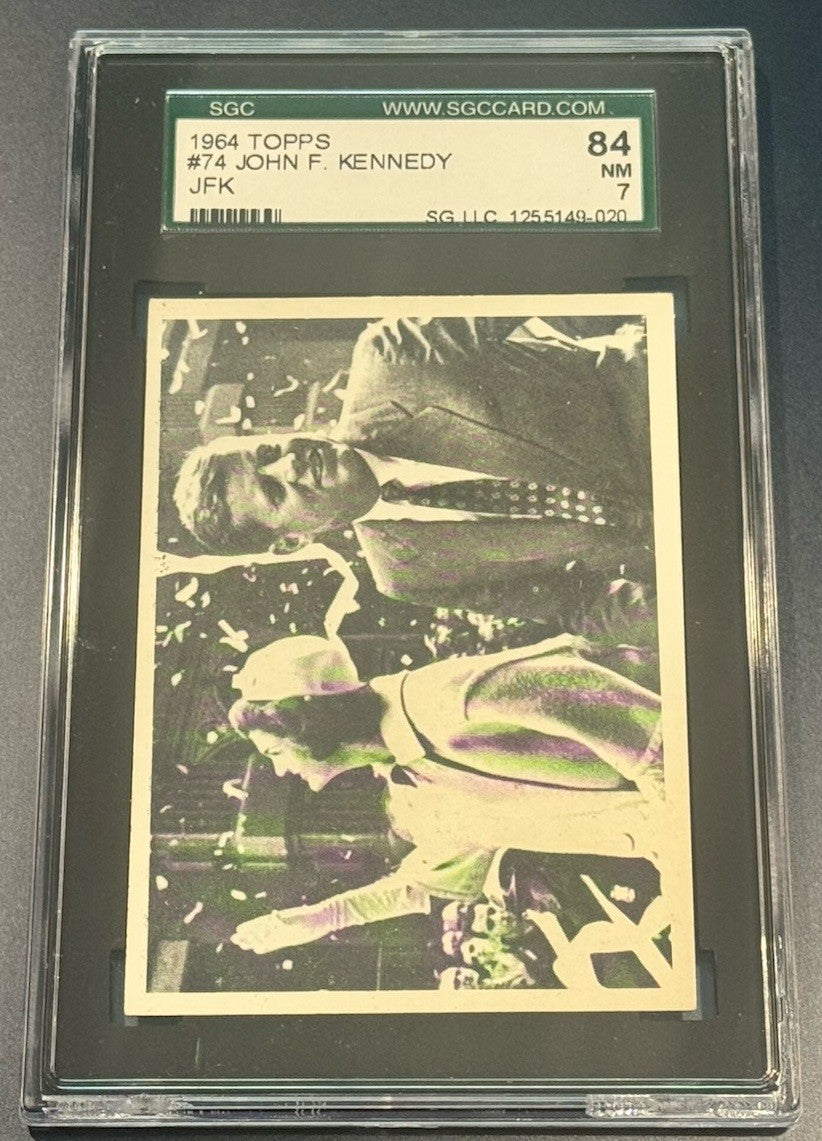 SGC WWW.SGCCARD.COM
1964 TOPPS 84
#74 JOHN F. KENNEDY NM
JFK 7
SG LLC 1255149-020